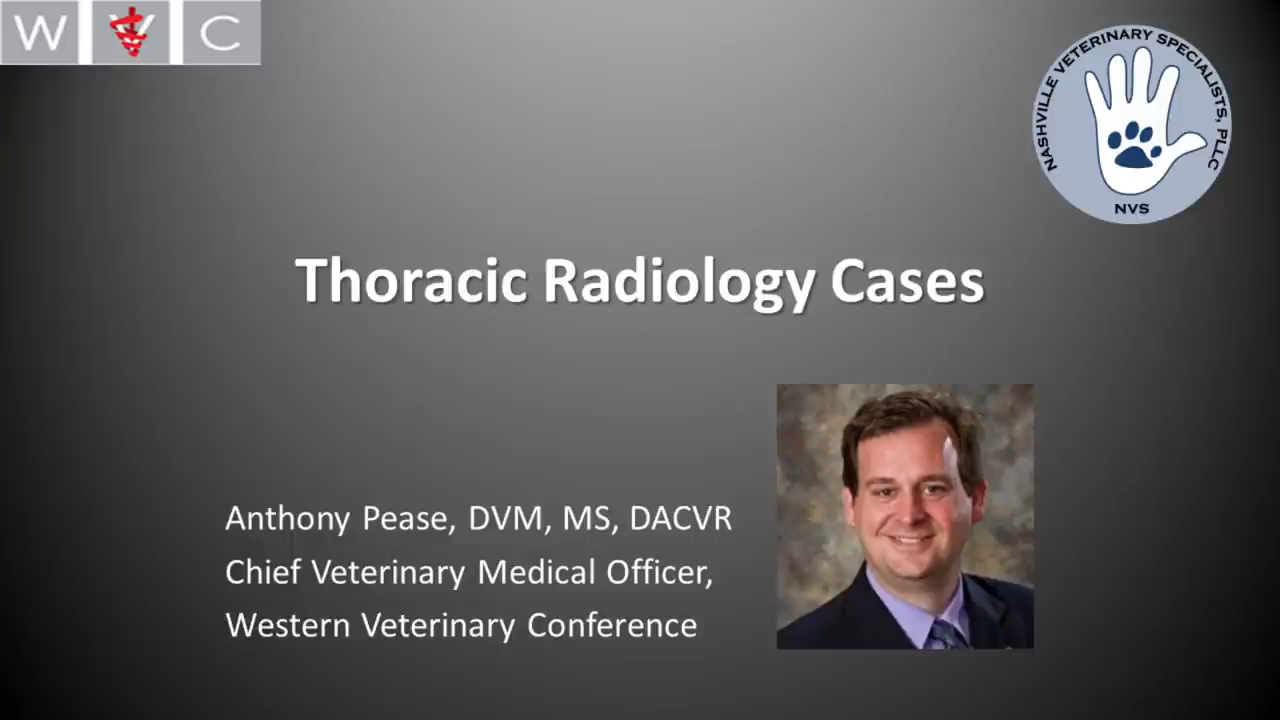 W V C
NASHVILLE VETERINARY SPECIALISTS, PLLC
NVS
Thoracic Radiology Cases
Anthony Pease, DVM, MS, DACVR
Chief Veterinary Medical Officer,
Western Veterinary Conference